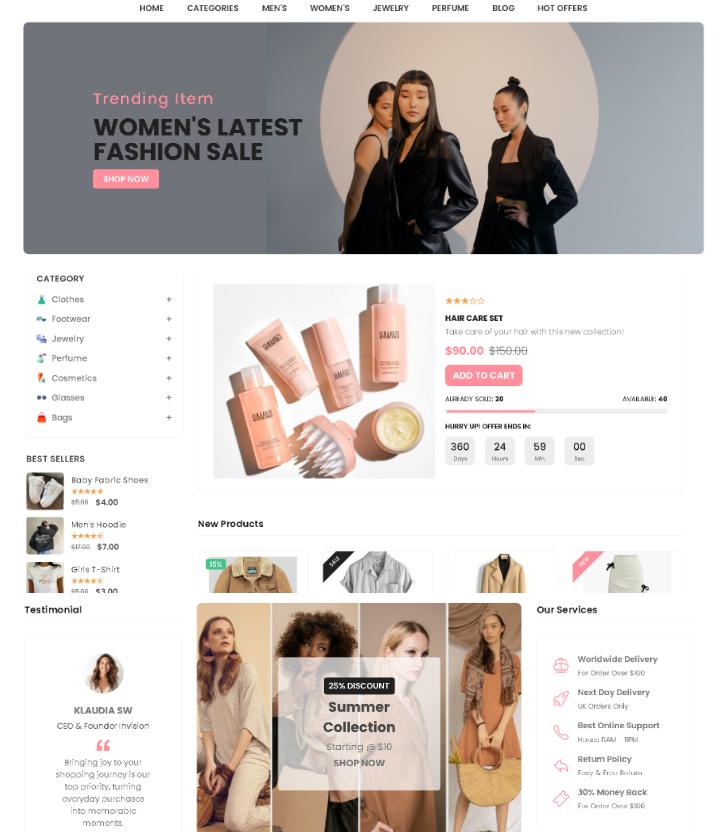 HOME CATEGORIES MEN'S WOMEN'S JEWELRY PERFUME BLOG HOT OFFERS
Trending Item
WOMEN'S LATEST
FASHION SALE
SHOP NOW
CATEGORY
Clothes +
Footwear +
Jewelry +
Perfume +
Cosmetics +
Glasses +
Bags +
BEST SELLERS
Baby Fabric Shoes
$5.00 $4.00
Men's Hoodie
$17.00 $7.00
Girls T-Shirt
$5.00 $3.00
HAIR CARE SET
Take care of your hair with this new collection!
$90.00 $150.00
ADD TO CART
ALREADY SOLD: 20 AVAILABLE: 40
HURRY UP! OFFER ENDS IN:
360 24 59 00
Days Hours Min Sec
New Products
15% SALE NEW
Testimonial
KLAUDIA SW
CEO & Founder Invision
“
Bringing joy to your
shopping journey is our
top priority, turning
everyday purchases
into memorable
moments.
25% DISCOUNT
Summer
Collection
Starting @ $10
SHOP NOW
Our Services
Worldwide Delivery
For Order Over $100
Next Day Delivery
UK Orders Only
Best Online Support
Hours: 8AM - 11PM
Return Policy
Easy & Free Return
30% Money Back
For Order Over $100